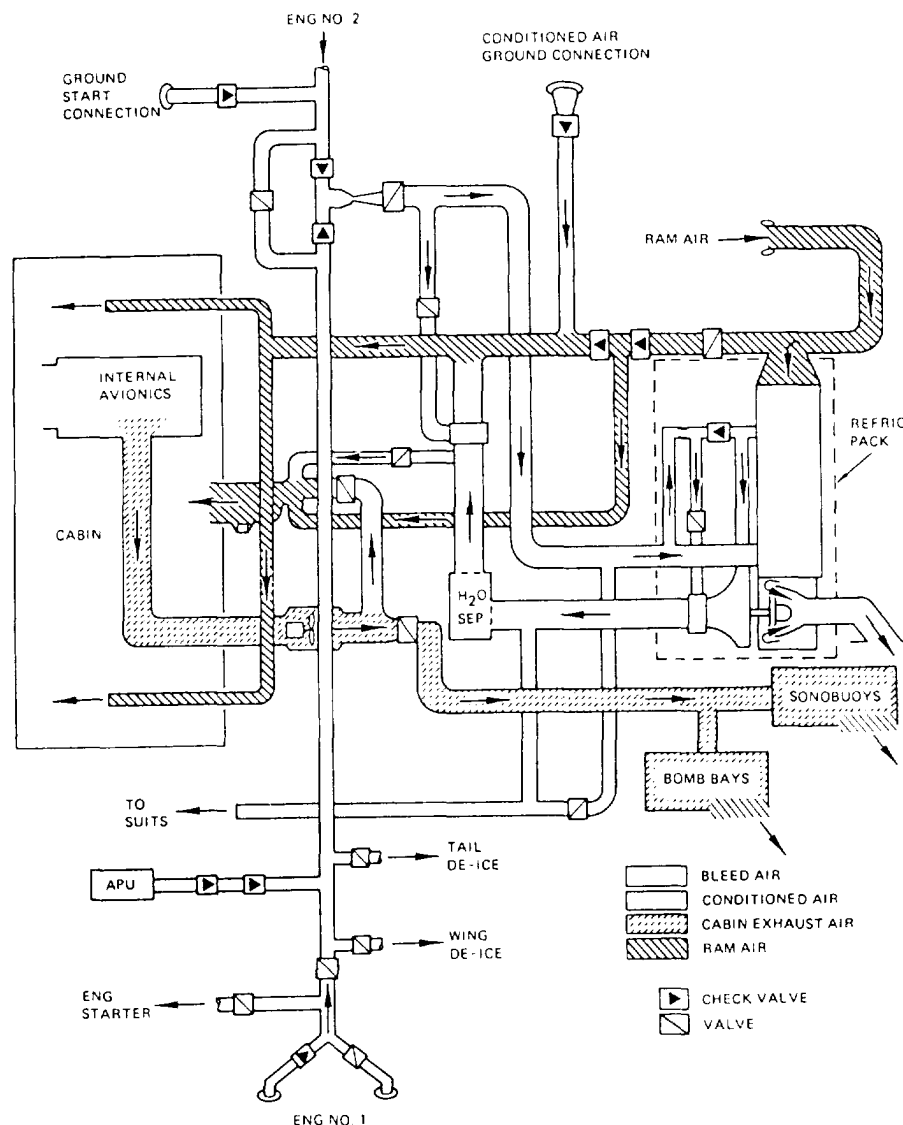 ENG NO. 2
CONDITIONED AIR
GROUND CONNECTION
GROUND
START
CONNECTION
RAM AIR
INTERNAL
AVIONICS
REFRIG
PACK
CABIN
H2O
SEP
SONOBUOYS
BOMB BAYS
TO
SUITS
TAIL
DE-ICE
APU
BLEED AIR
CONDITIONED AIR
CABIN EXHAUST AIR
RAM AIR
WING
DE-ICE
ENG
STARTER
CHECK VALVE
VALVE
ENG NO. 1